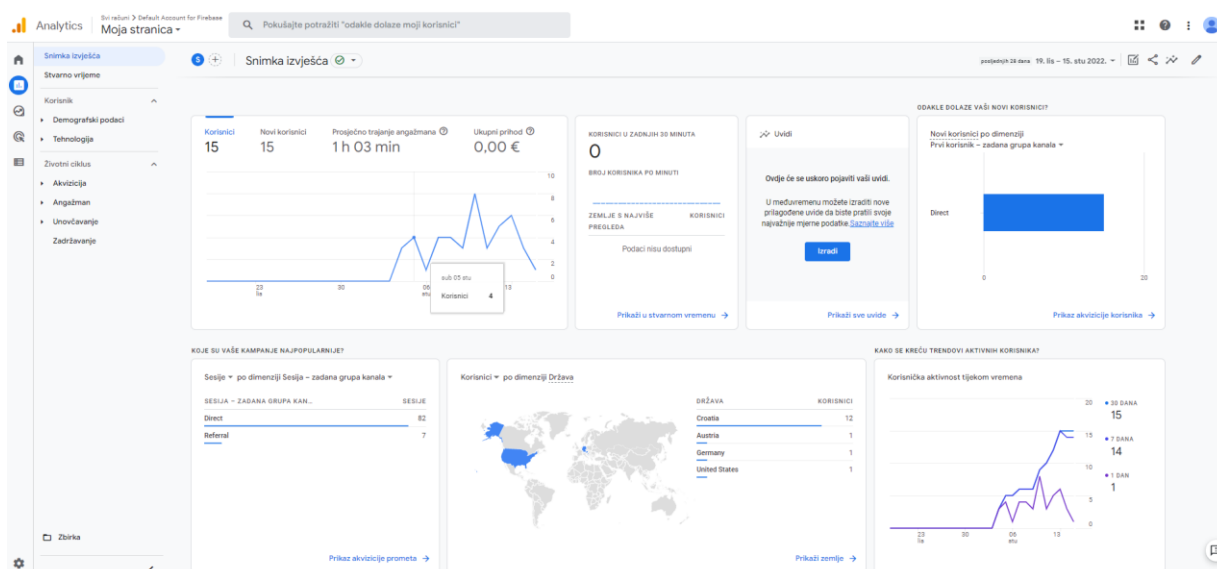 Analytics
Svi računi > Default Account for Firebase
Moja stranica
Pokušajte potražiti "odakle dolaze moji korisnici"
Snimka izvješća
Stvarno vrijeme
Korisnik
Demografski podaci
Tehnologija
Životni ciklus
Akvizicija
Angažman
Unovčavanje
Zadržavanje
Zbirka
S
Snimka izvješća
posljednjih 28 dana 19. lis – 15. stu 2022.
Korisnici
15
Novi korisnici
15
Prosječno trajanje angažmana
1 h 03 min
Ukupni prihod
0,00 €
10
8
6
4
2
0
23
lis
30
06
stu
13
sub 05 stu
Korisnici 4
KORISNICI U ZADNJIH 30 MINUTA
0
BROJ KORISNIKA PO MINUTI
ZEMLJE S NAJVIŠE PREGLEDA
KORISNICI
Podaci nisu dostupni
Prikaži u stvarnom vremenu →
Uvidi
Ovdje će se uskoro pojaviti vaši uvidi.
U međuvremenu možete izraditi nove
prilagođene uvide da biste pratili svoje
najvažnije mjerne podatke.Saznajte više
Izradi
Prikaži sve uvide →
ODAKLE DOLAZE VAŠI NOVI KORISNICI?
Novi korisnici po dimenziji
Prvi korisnik – zadana grupa kanala
Direct
0
20
Prikaz akvizicije korisnika →
KOJE SU VAŠE KAMPANJE NAJPOPULARNIJE?
Sesije po dimenziji Sesija – zadana grupa kanala
SESIJA – ZADANA GRUPA KAN... SESIJE
Direct 82
Referral 7
Prikaz akvizicije prometa →
Korisnici po dimenziji Država
DRŽAVA KORISNICI
Croatia 12
Austria 1
Germany 1
United States 1
Prikaži zemlje →
KAKO SE KREĆU TRENDOVI AKTIVNIH KORISNIKA?
Korisnička aktivnost tijekom vremena
20
15
10
5
0
23
lis
30
06
stu
13
30 DANA
15
7 DANA
14
1 DAN
1